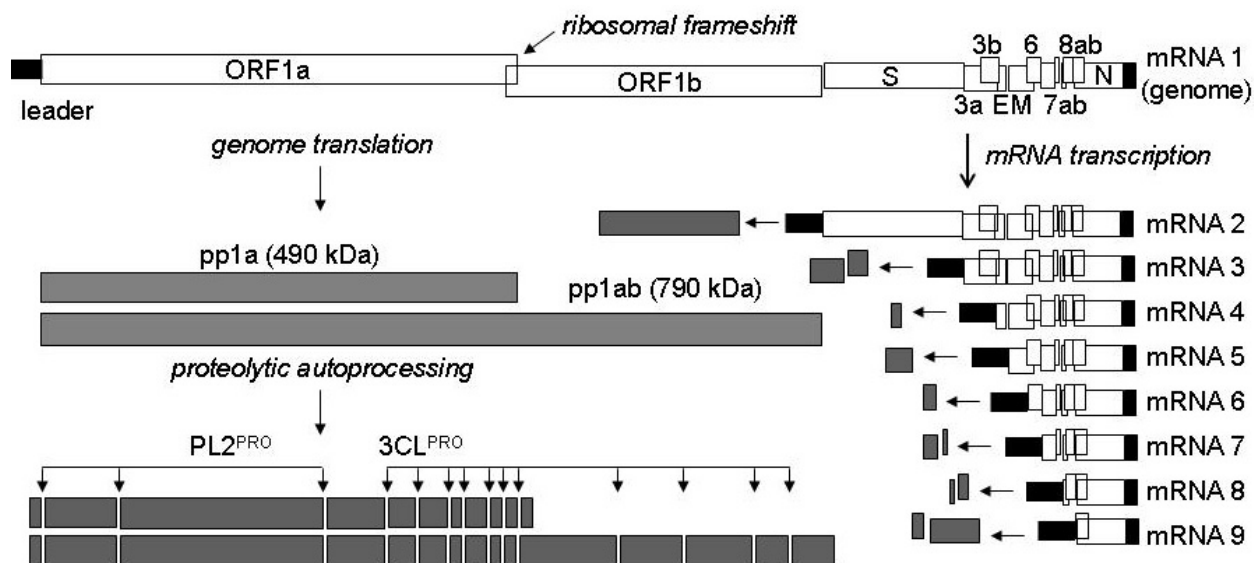 ribosomal frameshift
3b 6 8ab
ORF1a ORF1b S N mRNA 1
(genome)
leader 3a EM 7ab
genome translation
mRNA transcription
mRNA 2
pp1a (490 kDa)
mRNA 3
pp1ab (790 kDa)
mRNA 4
proteolytic autoprocessing
mRNA 5
mRNA 6
PL2PRO 3CLPRO
mRNA 7
mRNA 8
mRNA 9